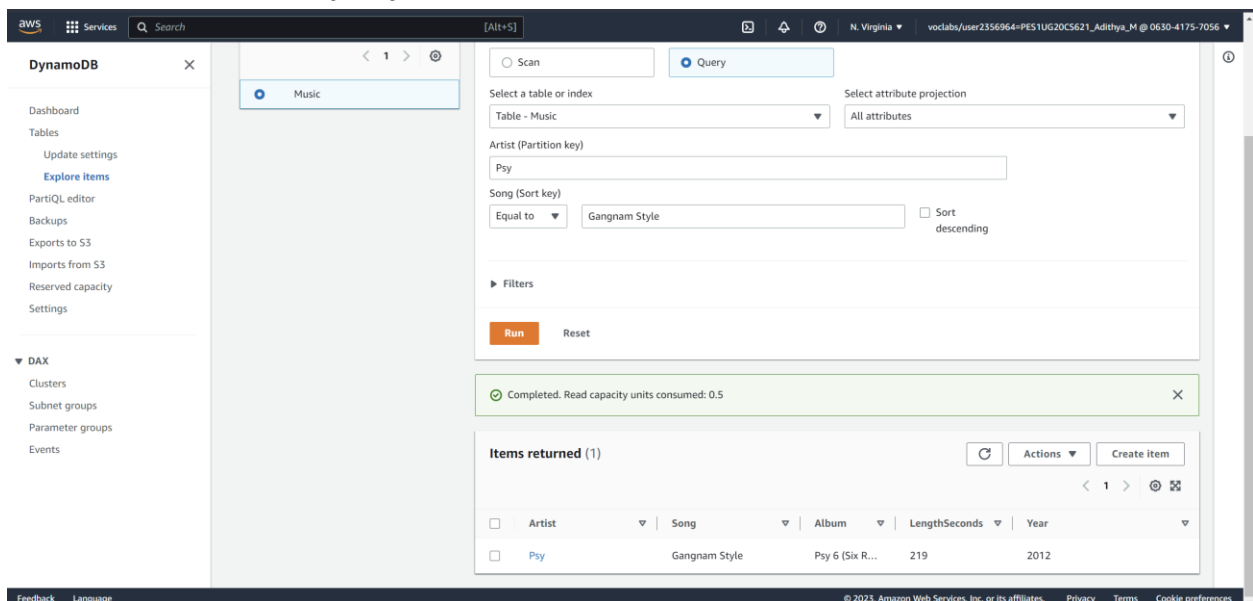 aws Services Search [Alt+S] N. Virginia ▼ voclabs/user2356964=PES1UG20CS621_Adithya_M @ 0630-4175-7056 ▼
DynamoDB
Dashboard
Tables
Update settings
Explore items
PartiQL editor
Backups
Exports to S3
Imports from S3
Reserved capacity
Settings
▼ DAX
Clusters
Subnet groups
Parameter groups
Events
< 1 >
Music
Scan Query
Select a table or index Select attribute projection
Table - Music All attributes
Artist (Partition key)
Psy
Song (Sort key)
Equal to Gangnam Style Sort
descending
Filters
Run Reset
Completed. Read capacity units consumed: 0.5
Items returned (1) Actions Create item
< 1 >
Artist Song Album LengthSeconds Year
Psy Gangnam Style Psy 6 (Six R... 219 2012
Feedback Language © 2023, Amazon Web Services, Inc. or its affiliates. Privacy Terms Cookie preferences